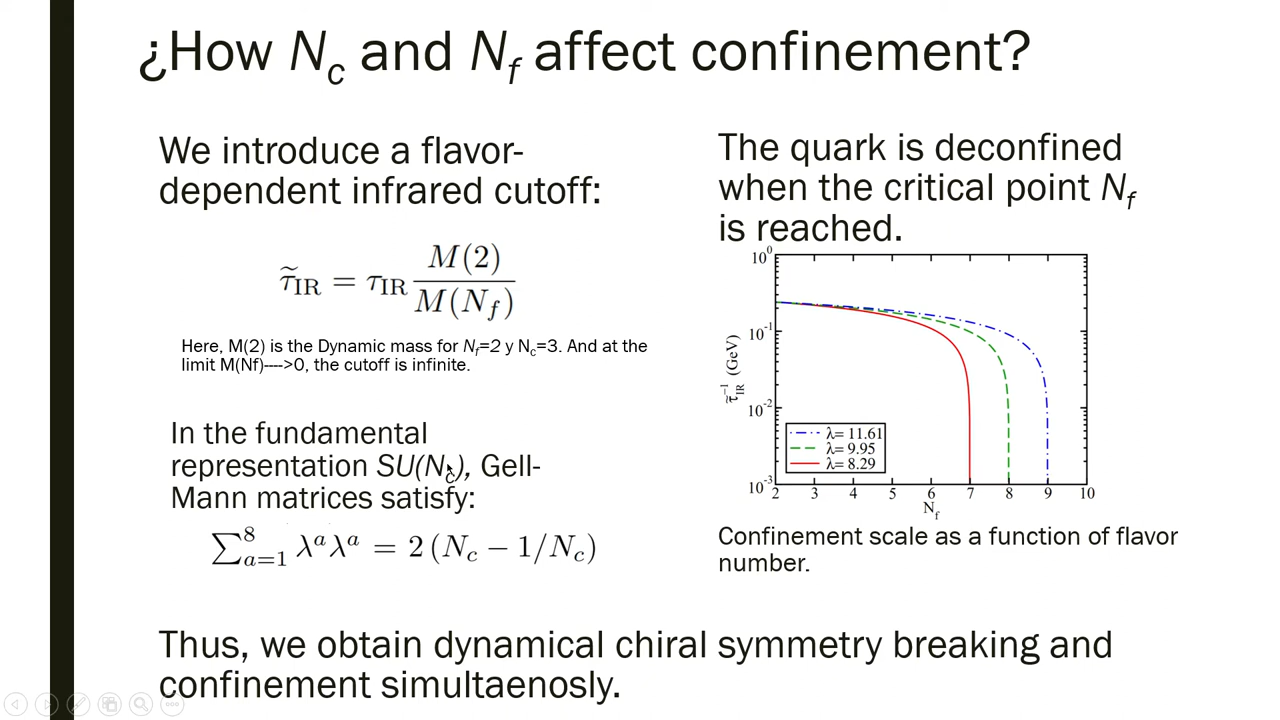 ¿How N_c and N_f affect confinement?
We introduce a flavor-
dependent infrared cutoff:
τ̃_IR = τ_IR M(2) / M(N_f)
Here, M(2) is the Dynamic mass for N_f=2 y N_c=3. And at the
limit M(Nf)---->0, the cutoff is infinite.
In the fundamental
representation SU(N_c), Gell-
Mann matrices satisfy:
∑_{a=1}^{8} λ^a λ^a = 2 (N_c − 1/N_c)
The quark is deconfined
when the critical point N_f
is reached.
10^0
10^-1
10^-2
10^-3
τ̃_IR^-1 (GeV)
λ= 11.61
λ= 9.95
λ= 8.29
2 3 4 5 6 7 8 9 10
N_f
Confinement scale as a function of flavor
number.
Thus, we obtain dynamical chiral symmetry breaking and
confinement simultaenosly.